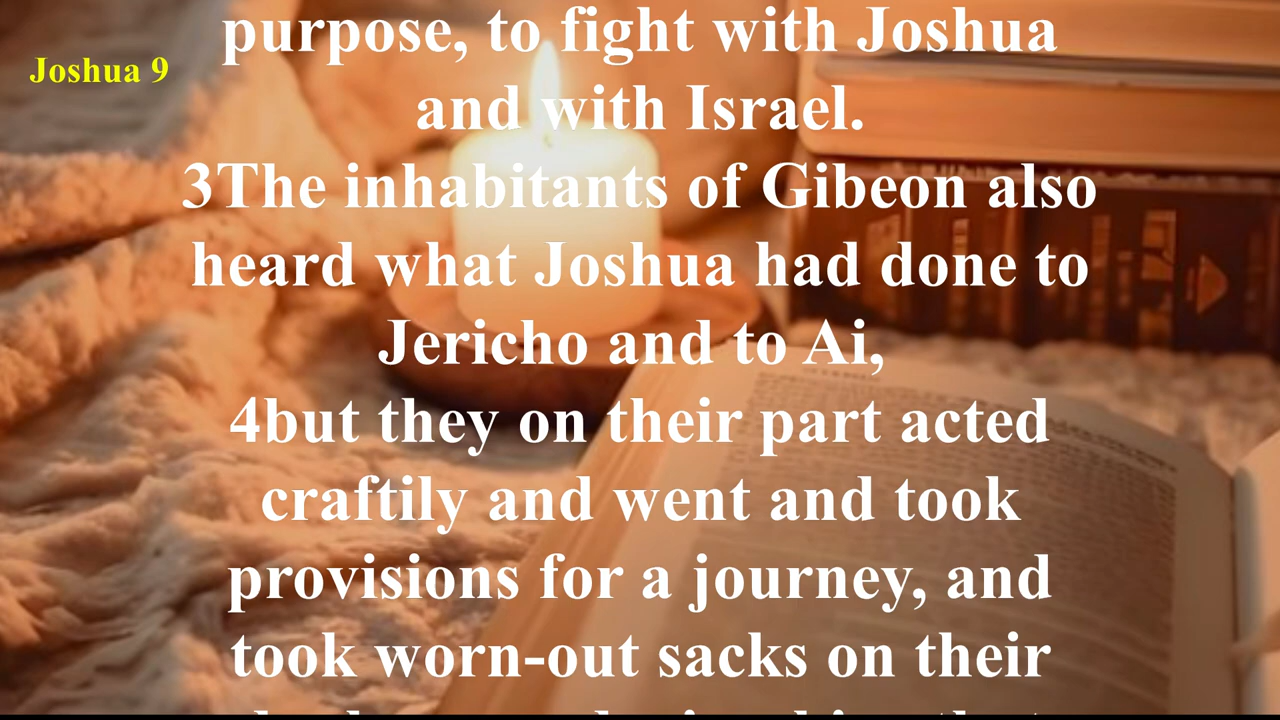 purpose, to fight with Joshua
Joshua 9
and with Israel.
3The inhabitants of Gibeon also
heard what Joshua had done to
Jericho and to Ai,
4but they on their part acted
craftily and went and took
provisions for a journey, and
took worn-out sacks on their